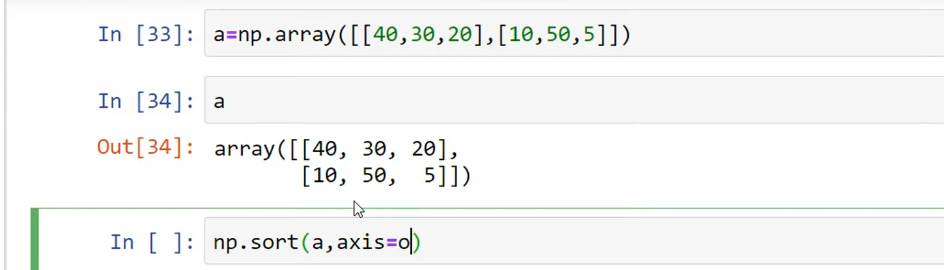 In [33]: a=np.array([[40,30,20],[10,50,5]])
In [34]: a
Out[34]: array([[40, 30, 20],
[10, 50, 5]])
In [ ]: np.sort(a,axis=o)